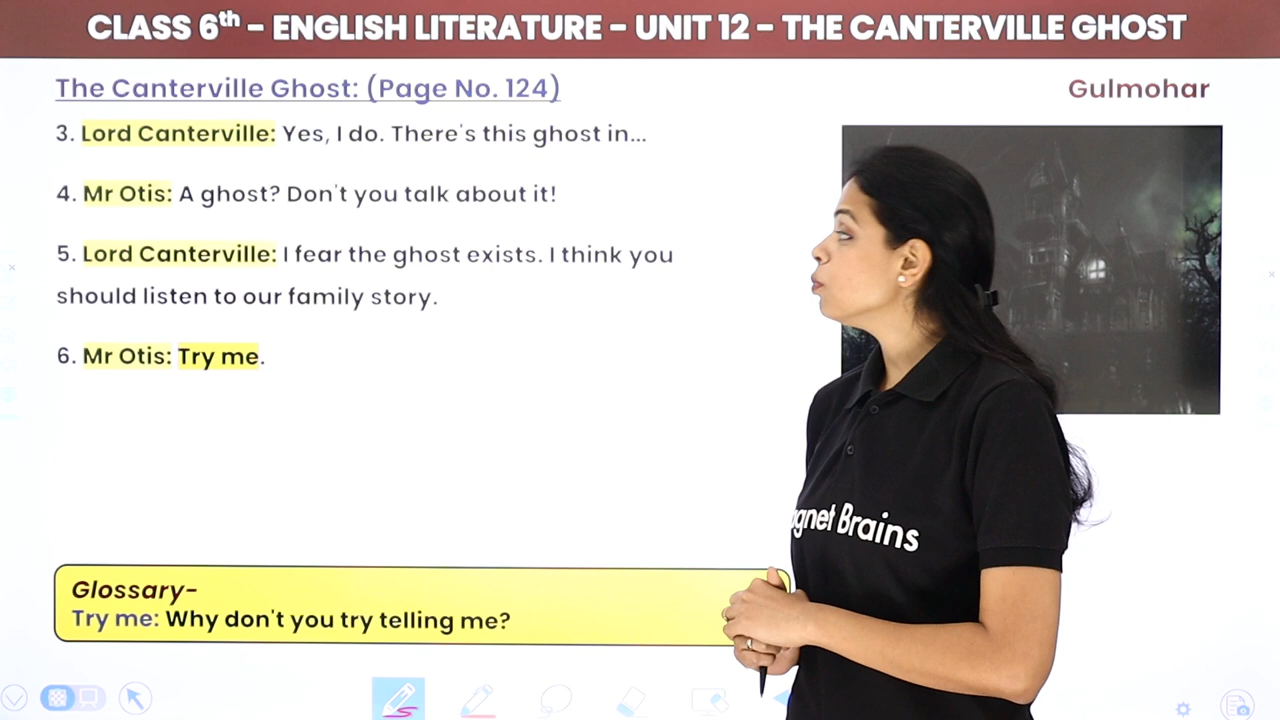 CLASS 6th – ENGLISH LITERATURE – UNIT 12 – THE CANTERVILLE GHOST
The Canterville Ghost: (Page No. 124)
Gulmohar
3. Lord Canterville: Yes, I do. There's this ghost in...
4. Mr Otis: A ghost? Don't you talk about it!
5. Lord Canterville: I fear the ghost exists. I think you
should listen to our family story.
6. Mr Otis: Try me.
gnet Brains
Glossary-
Try me: Why don't you try telling me?